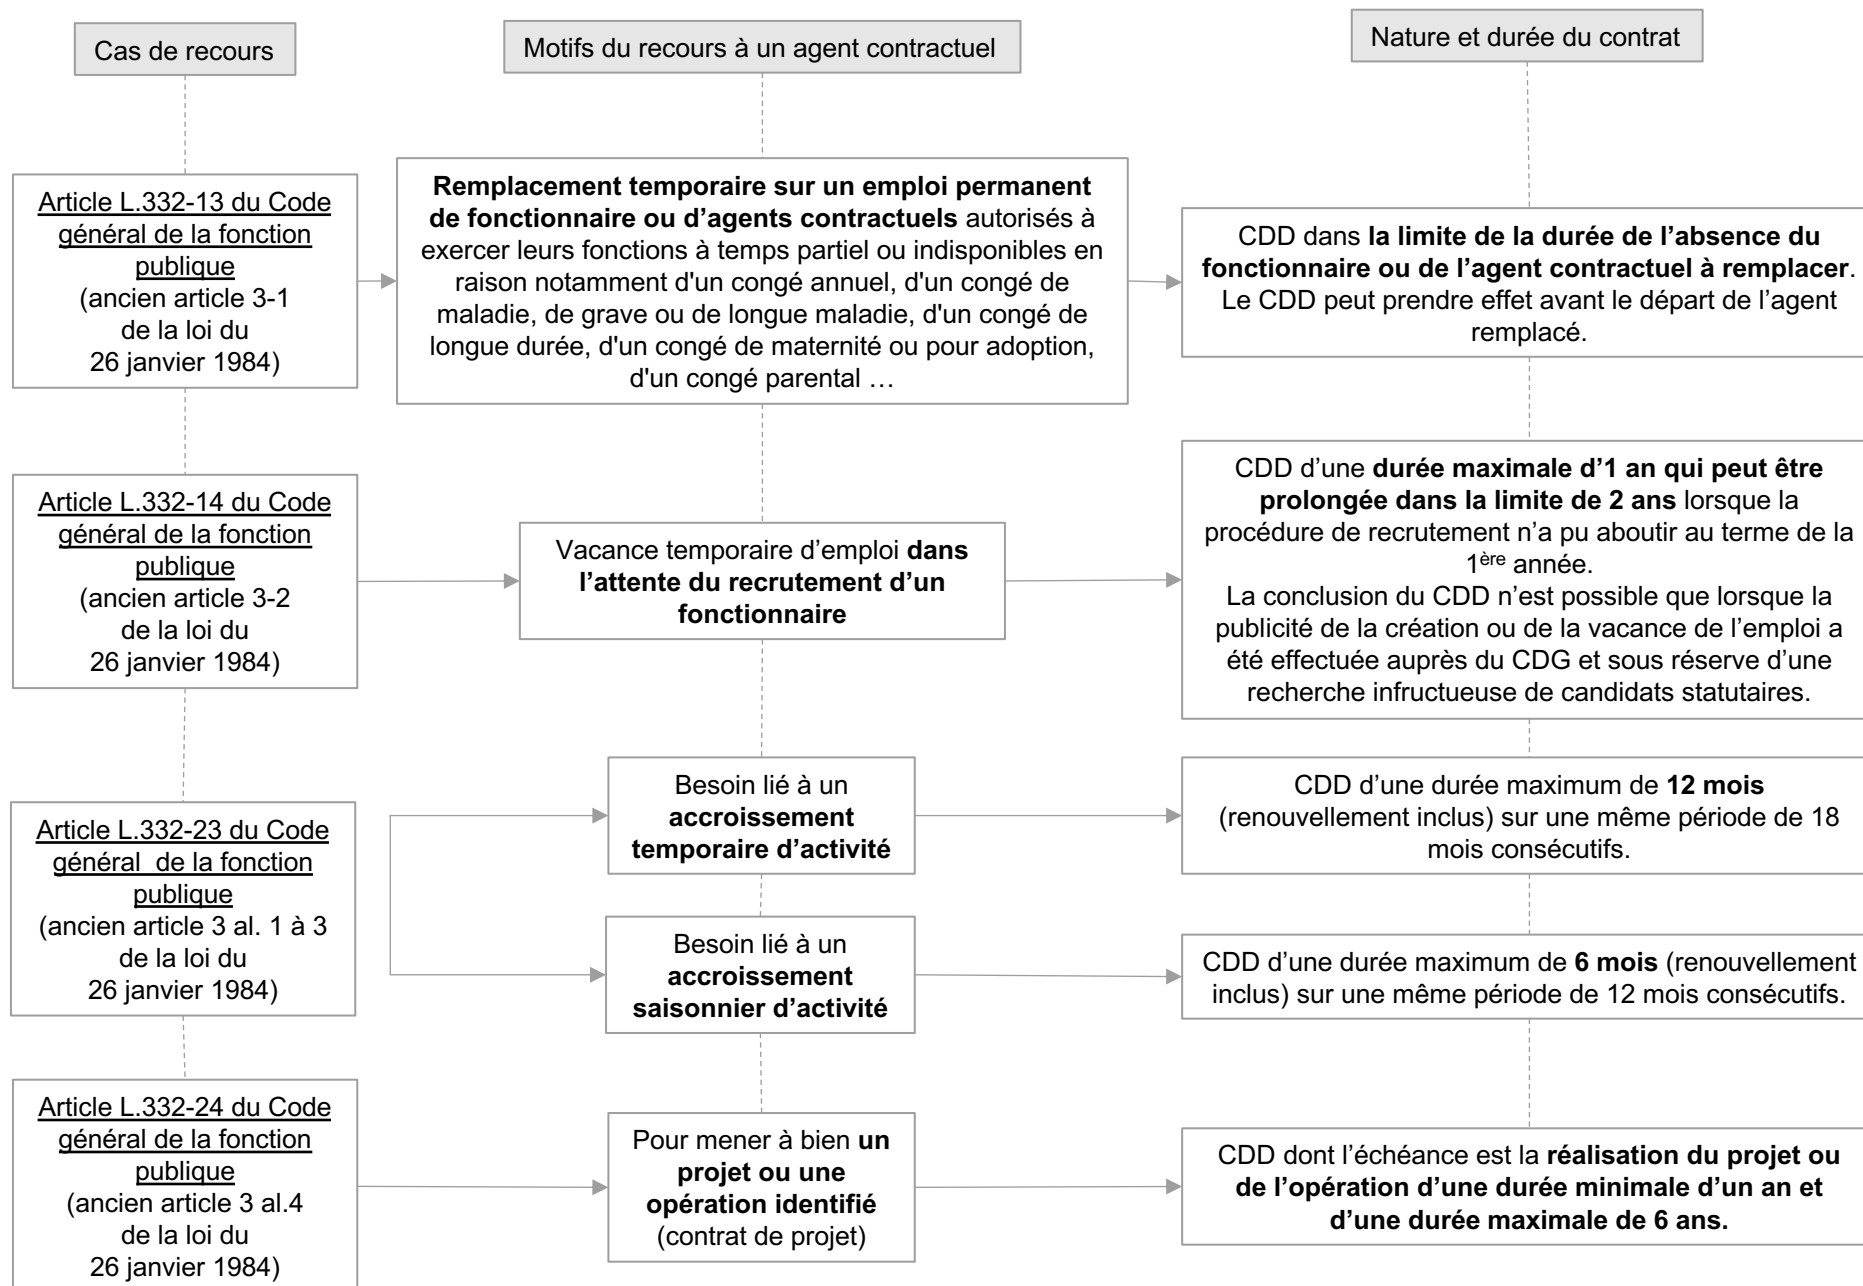 Cas de recours
Motifs du recours à un agent contractuel
Nature et durée du contrat
Article L.332-13 du Code
général de la fonction
publique
(ancien article 3-1
de la loi du
26 janvier 1984)
Remplacement temporaire sur un emploi permanent
de fonctionnaire ou d’agents contractuels autorisés à
exercer leurs fonctions à temps partiel ou indisponibles en
raison notamment d'un congé annuel, d'un congé de
maladie, de grave ou de longue maladie, d'un congé de
longue durée, d'un congé de maternité ou pour adoption,
d'un congé parental …
CDD dans la limite de la durée de l’absence du
fonctionnaire ou de l’agent contractuel à remplacer.
Le CDD peut prendre effet avant le départ de l’agent
remplacé.
Article L.332-14 du Code
général de la fonction
publique
(ancien article 3-2
de la loi du
26 janvier 1984)
Vacance temporaire d’emploi dans
l’attente du recrutement d’un
fonctionnaire
CDD d’une durée maximale d’1 an qui peut être
prolongée dans la limite de 2 ans lorsque la
procédure de recrutement n’a pu aboutir au terme de la
1ère année.
La conclusion du CDD n’est possible que lorsque la
publicité de la création ou de la vacance de l’emploi a
été effectuée auprès du CDG et sous réserve d’une
recherche infructueuse de candidats statutaires.
Article L.332-23 du Code
général de la fonction
publique
(ancien article 3 al. 1 à 3
de la loi du
26 janvier 1984)
Besoin lié à un
accroissement
temporaire d’activité
CDD d’une durée maximum de 12 mois
(renouvellement inclus) sur une même période de 18
mois consécutifs.
Besoin lié à un
accroissement
saisonnier d’activité
CDD d’une durée maximum de 6 mois (renouvellement
inclus) sur une même période de 12 mois consécutifs.
Article L.332-24 du Code
général de la fonction
publique
(ancien article 3 al.4
de la loi du
26 janvier 1984)
Pour mener à bien un
projet ou une
opération identifié
(contrat de projet)
CDD dont l’échéance est la réalisation du projet ou
de l’opération d’une durée minimale d’un an et
d’une durée maximale de 6 ans.